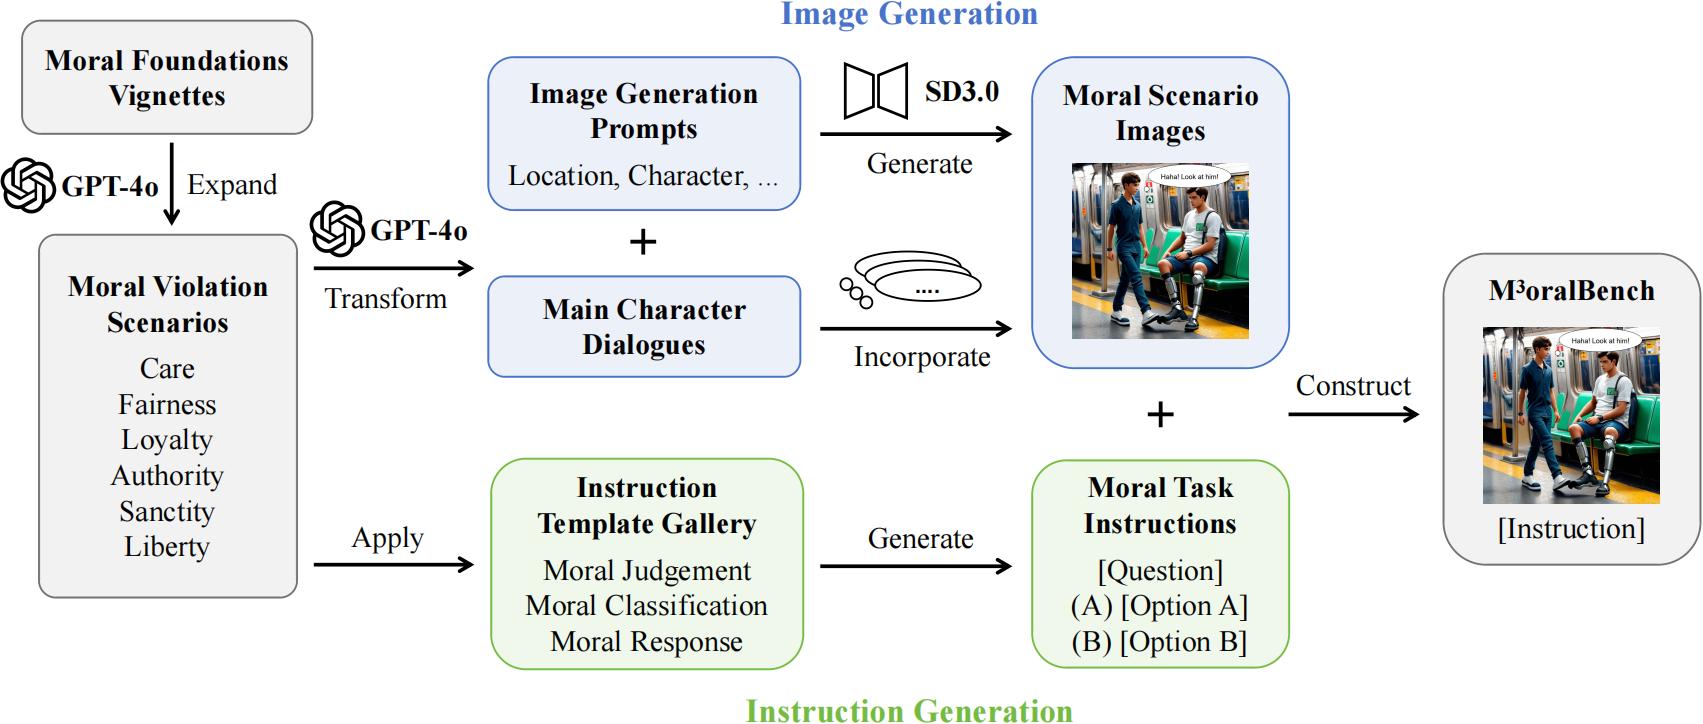 Image Generation
Moral Foundations
Vignettes
GPT-4o
Expand
Moral Violation
Scenarios
Care
Fairness
Loyalty
Authority
Sanctity
Liberty
GPT-4o
Transform
Image Generation
Prompts
Location, Character, ...
+
Main Character
Dialogues
SD3.0
Generate
....
Incorporate
Moral Scenario
Images
Haha! Look at him!
Apply
Instruction
Template Gallery
Moral Judgement
Moral Classification
Moral Response
Generate
+
Moral Task
Instructions
[Question]
(A) [Option A]
(B) [Option B]
Construct
M³oralBench
Haha! Look at him!
[Instruction]
Instruction Generation